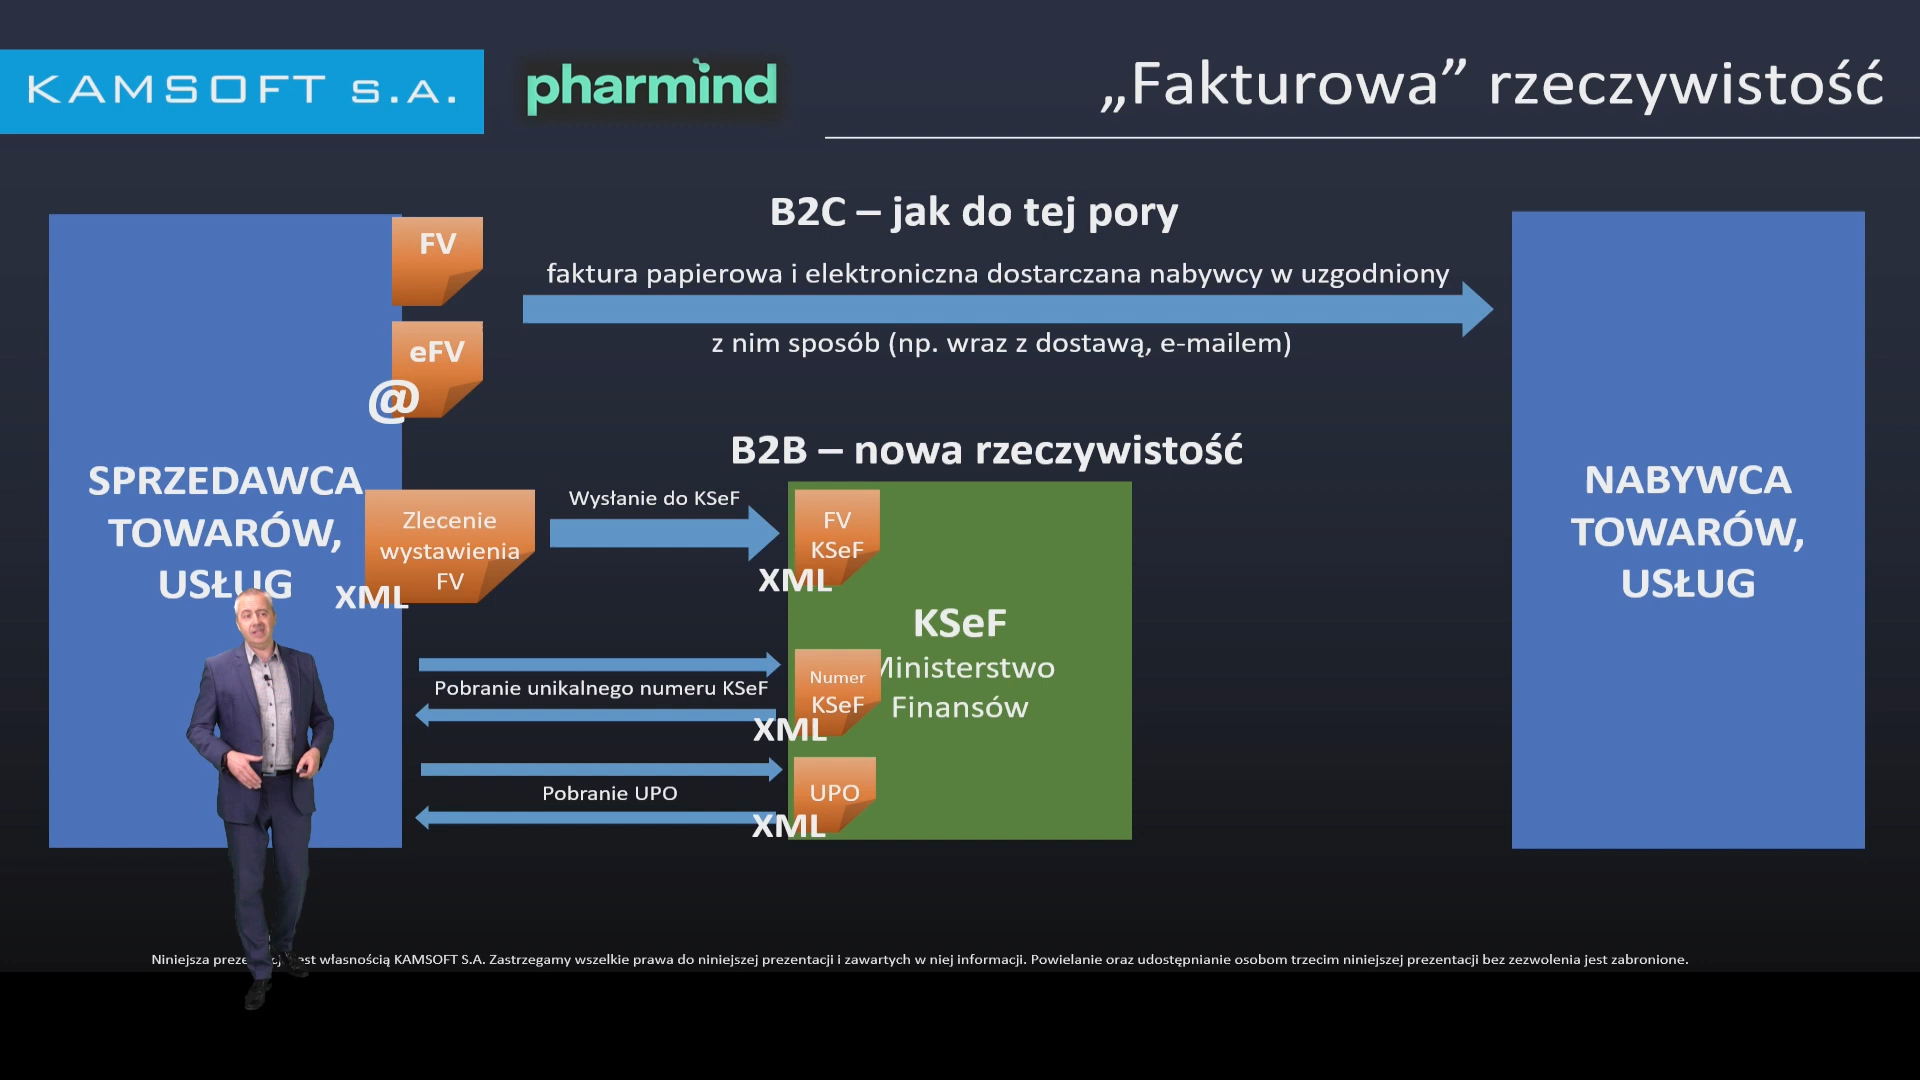 KAMSOFT S.A.
pharmind
„Fakturowa” rzeczywistość
B2C – jak do tej pory
FV
faktura papierowa i elektroniczna dostarczana nabywcy w uzgodniony
z nim sposób (np. wraz z dostawą, e-mailem)
eFV
@
B2B – nowa rzeczywistość
SPRZEDAWCA
TOWARÓW,
USŁUG
Zlecenie
wystawienia
FV
XML
Wysłanie do KSeF
FV
KSeF
XML
KSeF
Ministerstwo
Finansów
Pobranie unikalnego numeru KSeF
Numer
KSeF
XML
Pobranie UPO
UPO
XML
NABYWCA
TOWARÓW,
USŁUG
Niniejsza prezentacja jest własnością KAMSOFT S.A. Zastrzegamy wszelkie prawa do niniejszej prezentacji i zawartych w niej informacji. Powielanie oraz udostępnianie osobom trzecim niniejszej prezentacji bez zezwolenia jest zabronione.